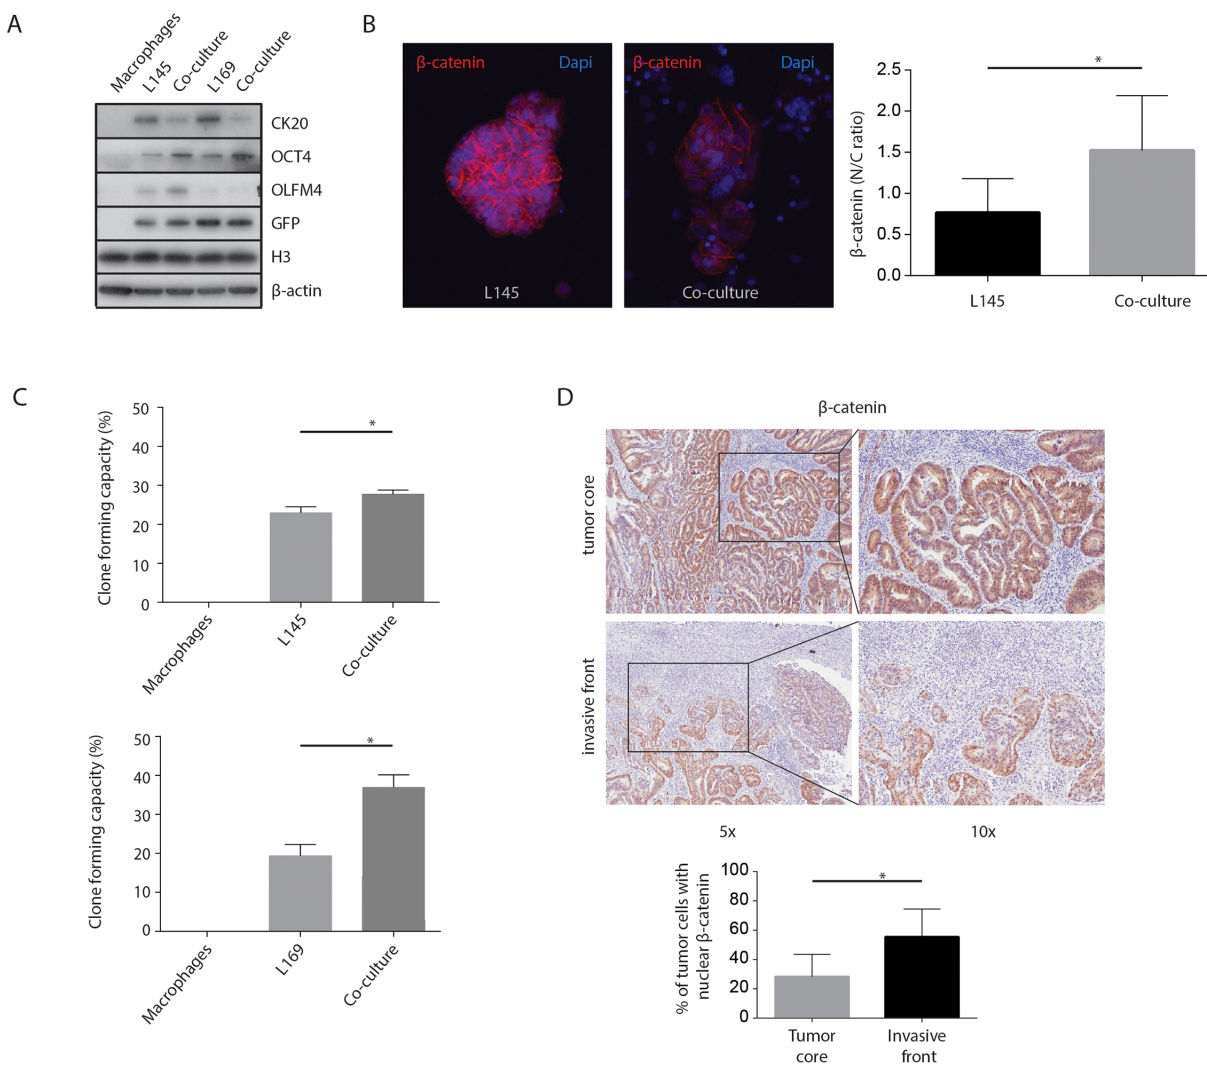 A
Macrophages
L145
Co-culture
L169
Co-culture
CK20
OCT4
OLFM4
GFP
H3
β-actin
B
β-catenin Dapi
L145
β-catenin Dapi
Co-culture
β-catenin (N/C ratio)
2.5
2.0
1.5
1.0
0.5
0.0
*
L145
Co-culture
C
Clone forming capacity (%)
50
40
30
20
10
0
*
Macrophages
L145
Co-culture
Clone forming capacity (%)
50
40
30
20
10
0
*
Macrophages
L169
Co-culture
D
β-catenin
tumor core
invasive front
5x
10x
% of tumor cells with
nuclear β-catenin
100
80
60
40
20
0
*
Tumor
core
Invasive
front